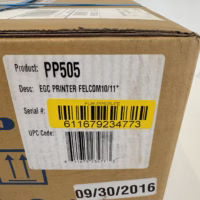 Product: PP505
Desc: EGC PRINTER FELCOM10/11*
Serial#:
611679234773
UPC Code:
09/30/2016